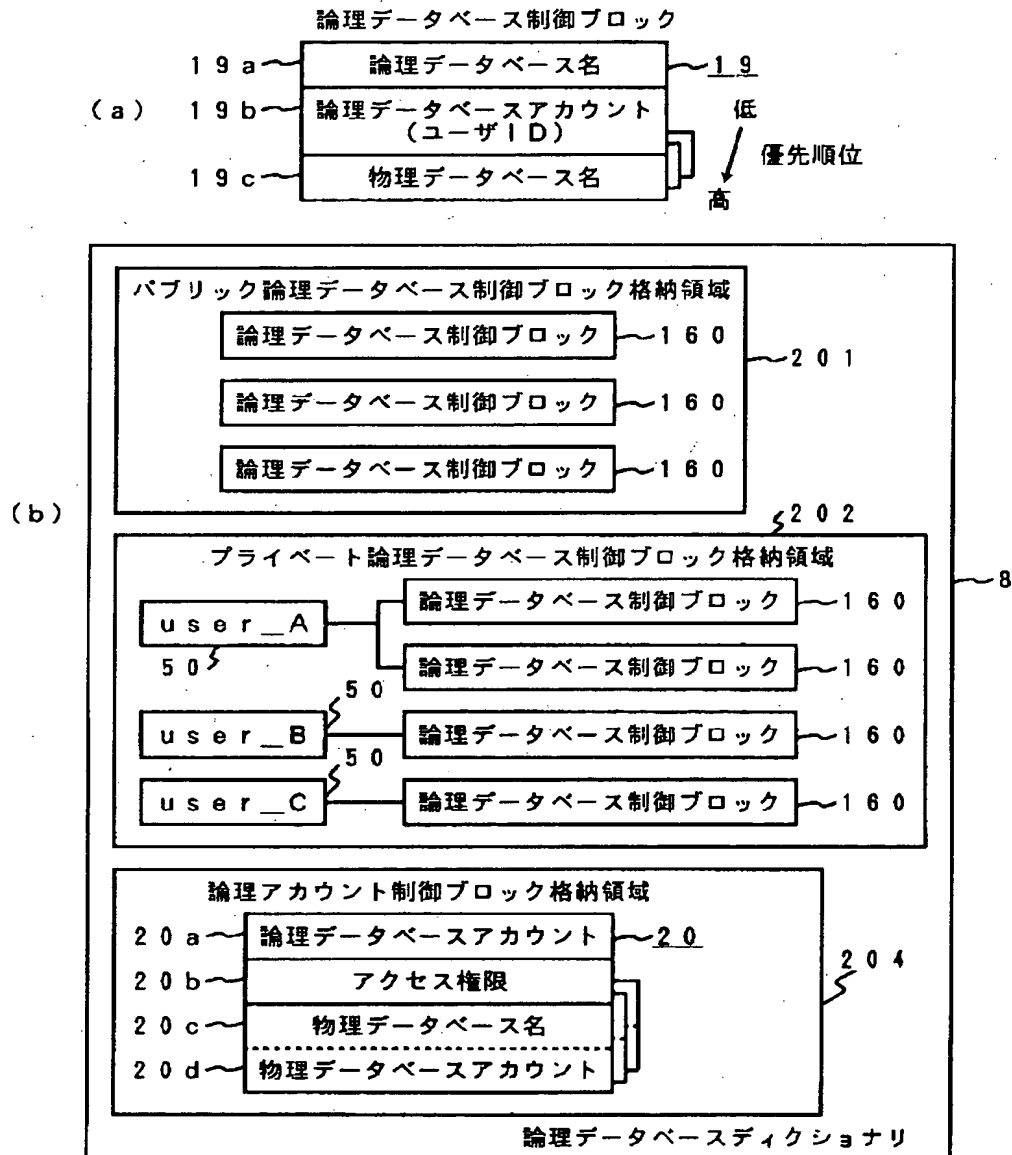 論理データベース制御ブロック
19a 論理データベース名 19
(a) 19b 論理データベースアカウント 低
(ユーザID)
優先順位
19c 物理データベース名
高
パブリック論理データベース制御ブロック格納領域
論理データベース制御ブロック 160
201
論理データベース制御ブロック 160
論理データベース制御ブロック 160
(b)
202
プライベート論理データベース制御ブロック格納領域
8
論理データベース制御ブロック 160
user_A
50
論理データベース制御ブロック 160
50
user_B 論理データベース制御ブロック 160
50
user_C 論理データベース制御ブロック 160
論理アカウント制御ブロック格納領域
20a 論理データベースアカウント 20
204
20b アクセス権限
20c 物理データベース名
20d 物理データベースアカウント
論理データベースディクショナリ